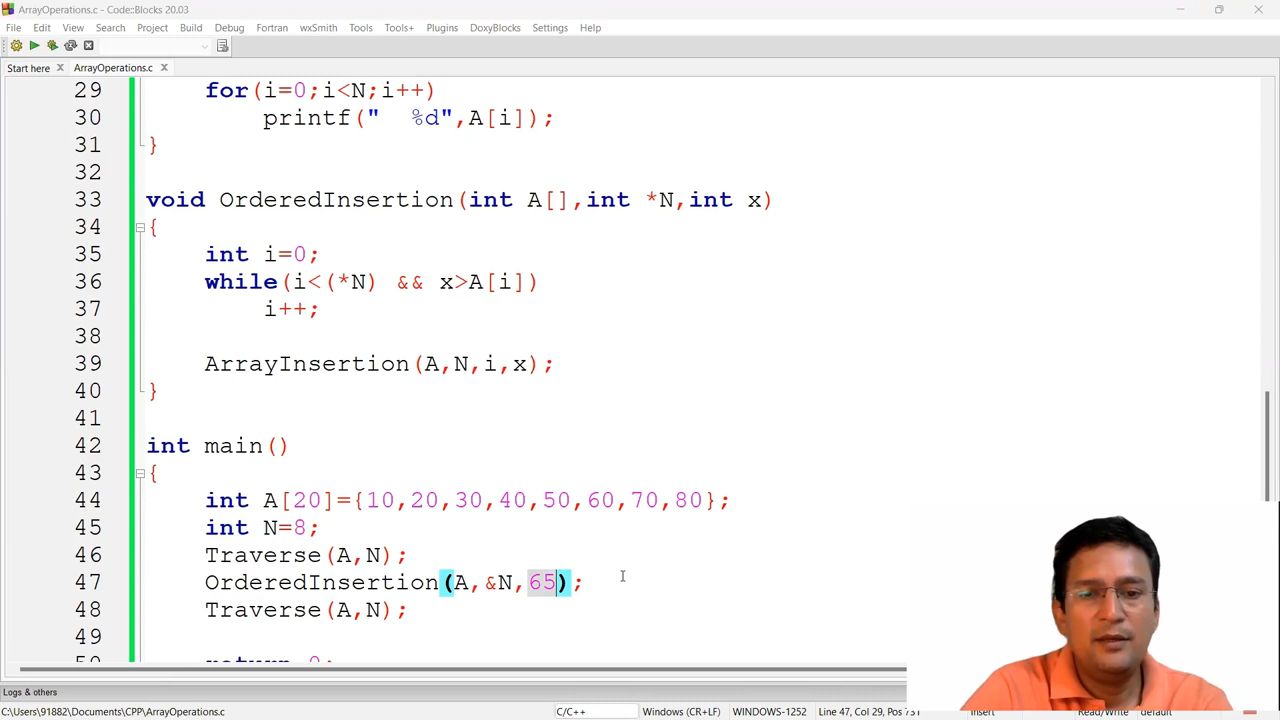 ArrayOperations.c - Code::Blocks 20.03
File Edit View Search Project Build Debug Fortran wxSmith Tools Tools+ Plugins DoxyBlocks Settings Help
Start here ArrayOperations.c
29 for(i=0;i<N;i++)
30 printf("  %d",A[i]);
31 }
32
33 void OrderedInsertion(int A[],int *N,int x)
34 {
35 int i=0;
36 while(i<(*N) && x>A[i])
37 i++;
38
39 ArrayInsertion(A,N,i,x);
40 }
41
42 int main()
43 {
44 int A[20]={10,20,30,40,50,60,70,80};
45 int N=8;
46 Traverse(A,N);
47 OrderedInsertion(A,&N,65);
48 Traverse(A,N);
49
50 return 0;
Logs & others
C:\Users\91882\Documents\CPP\ArrayOperations.c C/C++ Windows (CR+LF) WINDOWS-1252 Line 47, Col 29, Pos 731 Insert Read/Write default